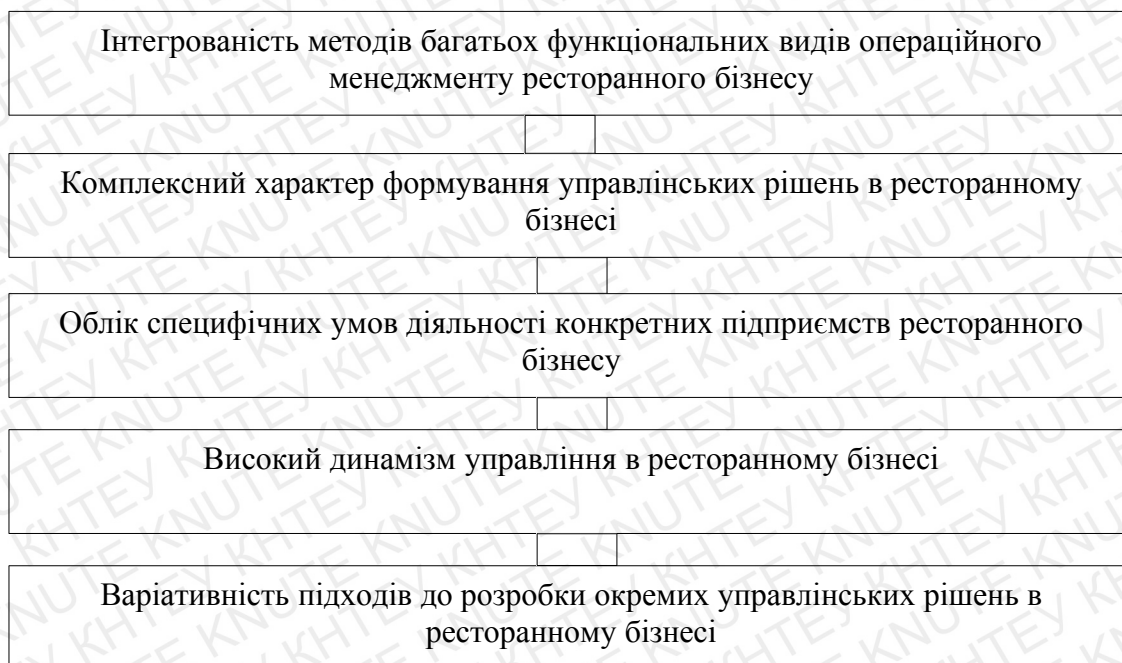 Інтегрованість методів багатьох функціональних видів операційного
менеджменту ресторанного бізнесу
Комплексний характер формування управлінських рішень в ресторанному
бізнесі
Облік специфічних умов діяльності конкретних підприємств ресторанного
бізнесу
Високий динамізм управління в ресторанному бізнесі
Варіативність підходів до розробки окремих управлінських рішень в
ресторанному бізнесі